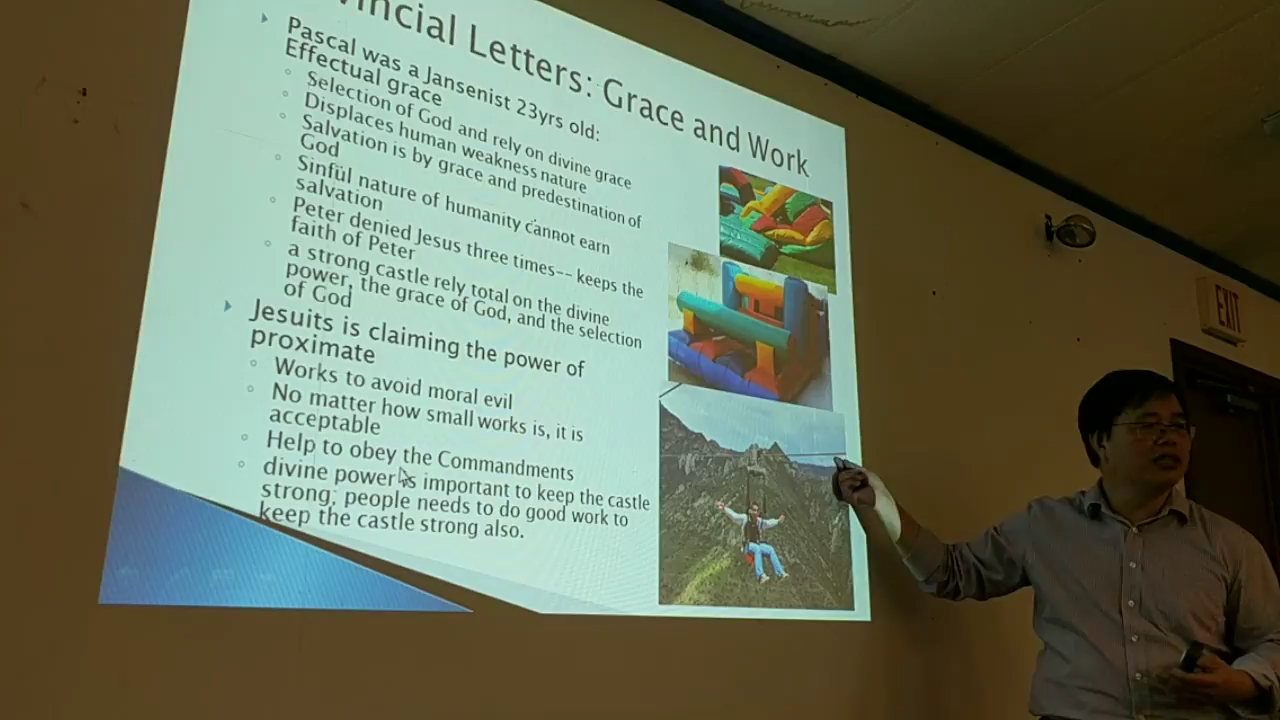 vincial Letters: Grace and Work
Pascal was a Jansenist 23yrs old:
Effectual grace
Selection of God and rely on divine grace
Displaces human weakness nature
Salvation is by grace and predestination of
God
Sinful nature of humanity cannot earn
salvation
Peter denied Jesus three times-- keeps the
faith of Peter
a strong castle rely total on the divine
power, the grace of God, and the selection
of God
Jesuits is claiming the power of
proximate
Works to avoid moral evil
No matter how small works is, it is
acceptable
Help to obey the Commandments
divine power is important to keep the castle
strong; people needs to do good work to
keep the castle strong also.
EXIT